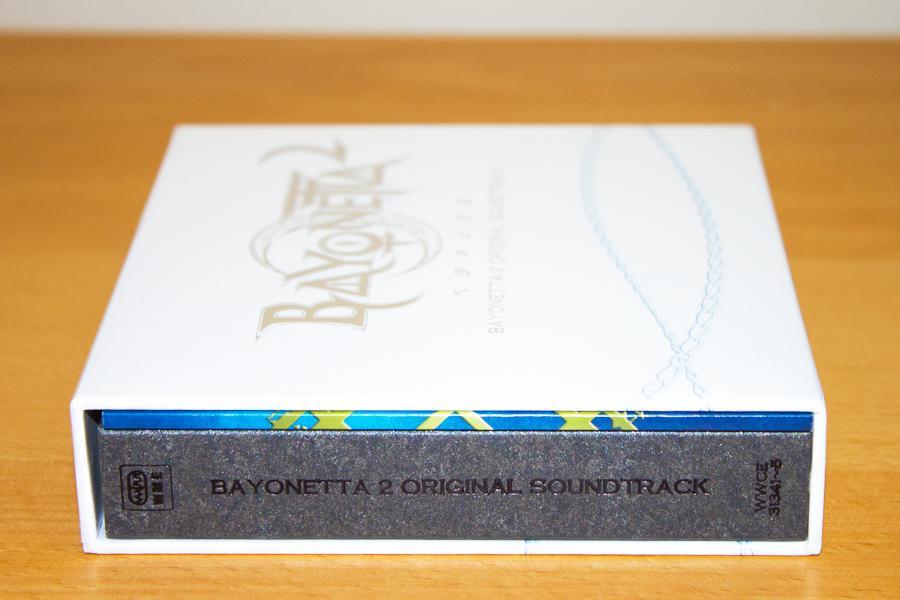 BAYONETTA 2
ベヨネッタ2
BAYONETTA 2 ORIGINAL SOUNDTRACK
WME
BAYONETTA 2 ORIGINAL SOUNDTRACK
WWCE
31341~5